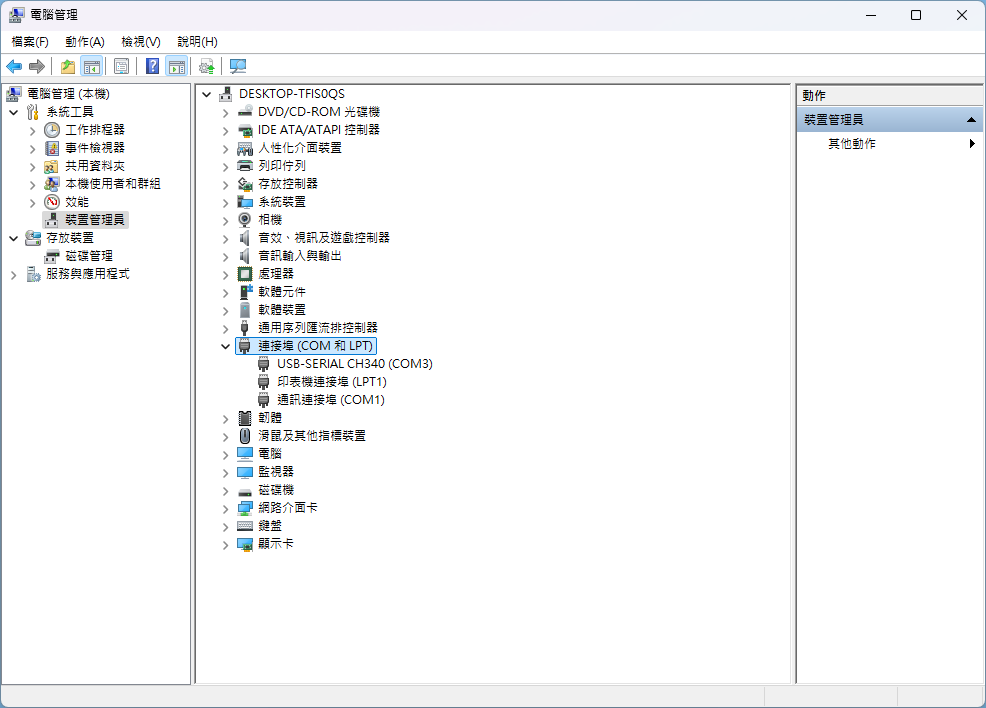 電腦管理
檔案(F) 動作(A) 檢視(V) 說明(H)
電腦管理 (本機)
系統工具
工作排程器
事件檢視器
共用資料夾
本機使用者和群組
效能
裝置管理員
存放裝置
磁碟管理
服務與應用程式
DESKTOP-TFIS0QS
DVD/CD-ROM 光碟機
IDE ATA/ATAPI 控制器
人性化介面裝置
列印佇列
存放控制器
系統裝置
相機
音效、視訊及遊戲控制器
音訊輸入與輸出
處理器
軟體元件
軟體裝置
通用序列匯流排控制器
連接埠 (COM 和 LPT)
USB-SERIAL CH340 (COM3)
印表機連接埠 (LPT1)
通訊連接埠 (COM1)
韌體
滑鼠及其他指標裝置
電腦
監視器
磁碟機
網路介面卡
鍵盤
顯示卡
動作
裝置管理員
其他動作